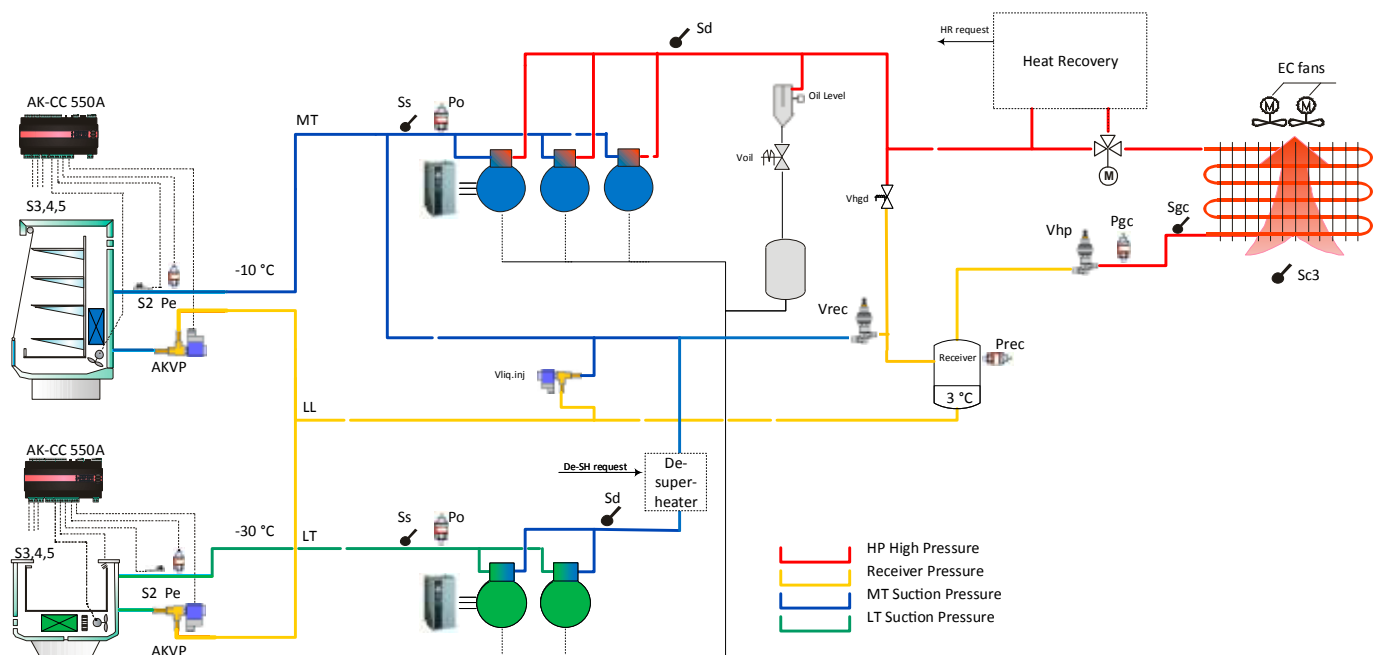 HR request
Heat Recovery
EC fans
M
M
Sd
AK-CC 550A
MT
Ss
Po
Oil Level
Voil
M
Vhgd
S3,4,5
Vhp
Pgc
Sgc
Sc3
-10 °C
S2
Pe
Vrec
Receiver
Prec
3 °C
AKVP
Vliq.inj
LL
AK-CC 550A
De-SH request
De-
super-
heater
Sd
Ss
Po
-30 °C
LT
S3,4,5
S2
Pe
AKVP
HP High Pressure
Receiver Pressure
MT Suction Pressure
LT Suction Pressure